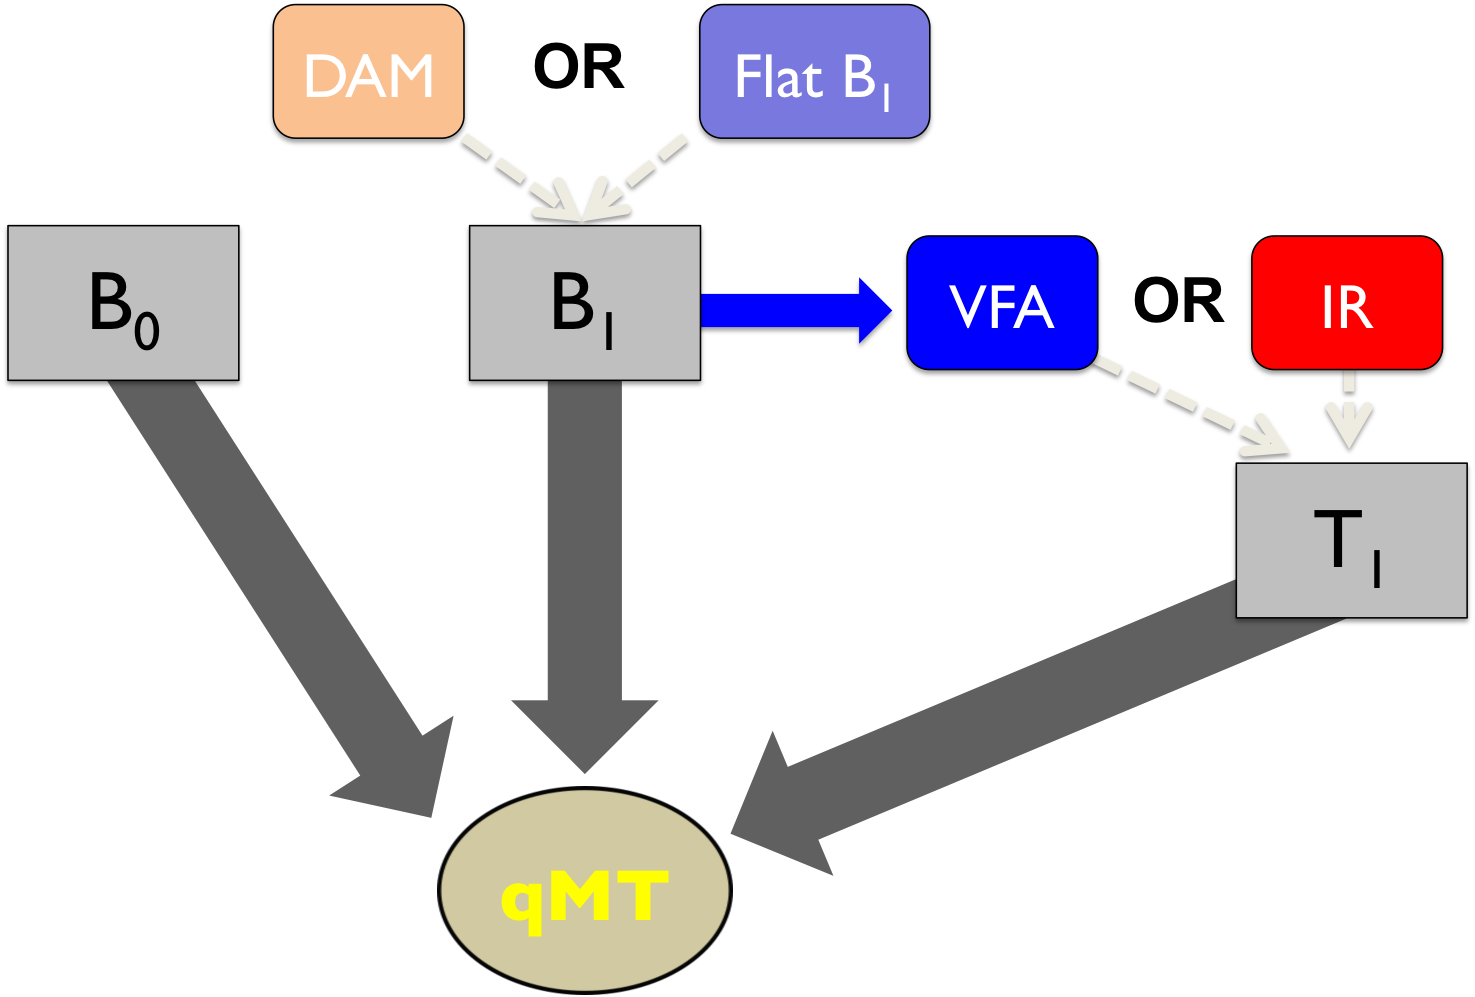 DAM OR Flat B₁
B₀ B₁ VFA OR IR
T₁
qMT